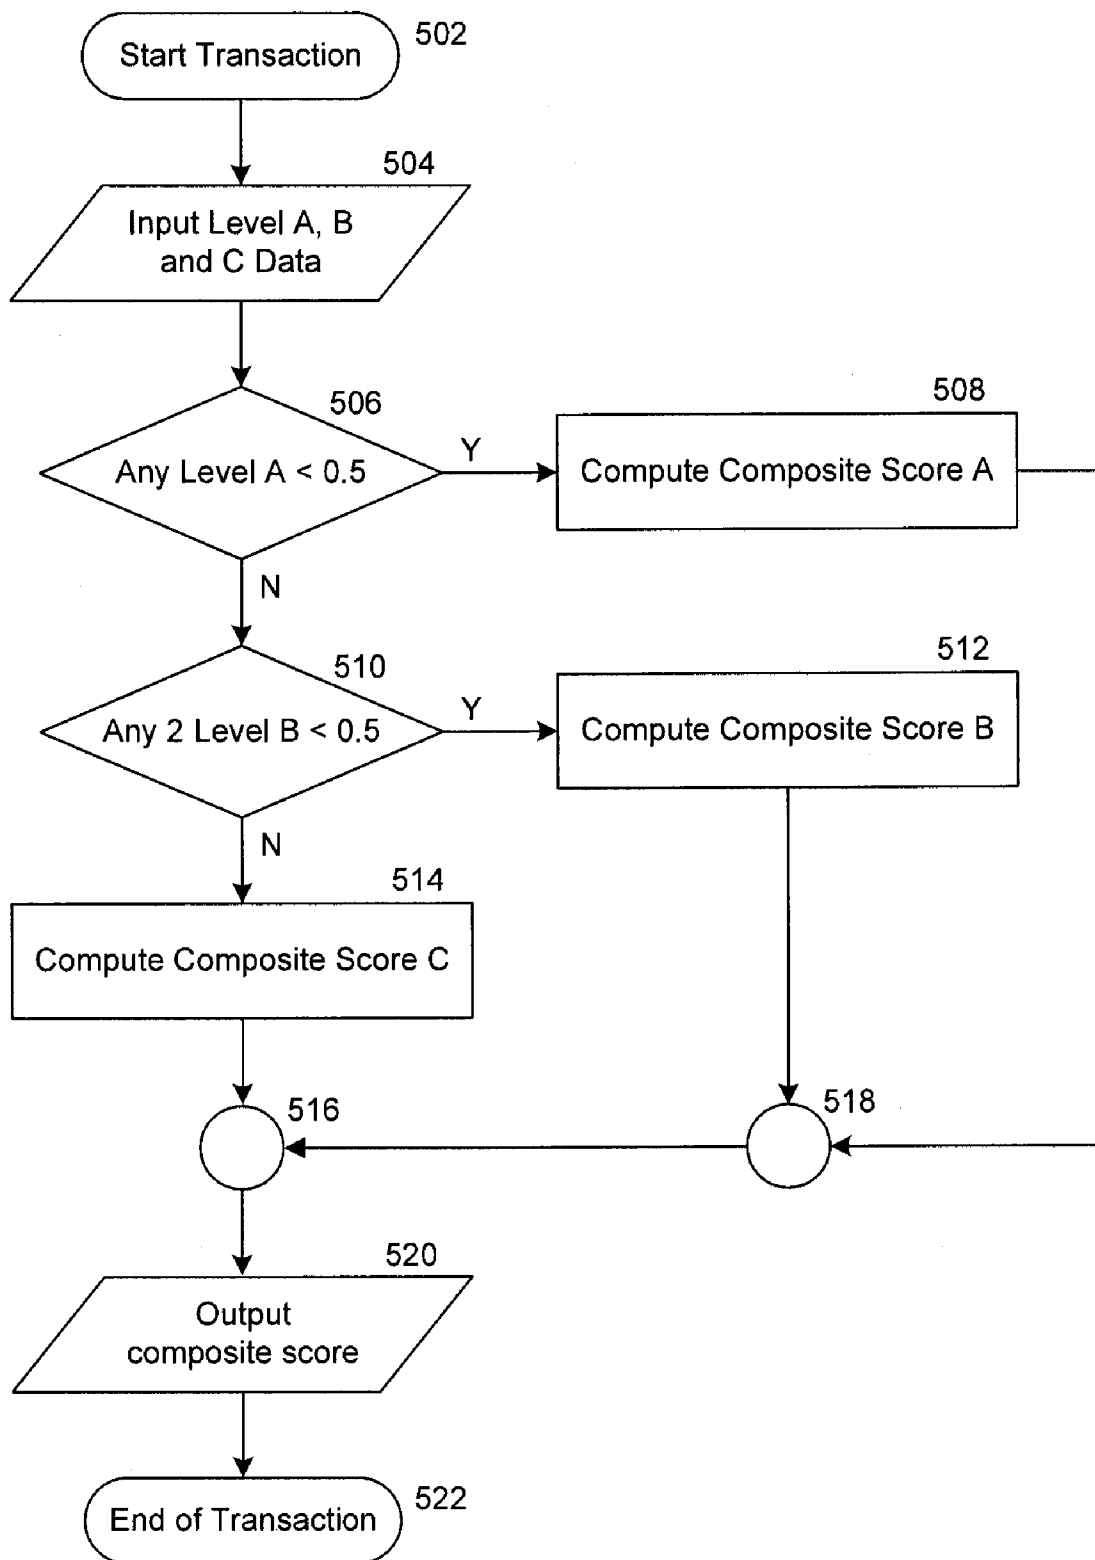 Start Transaction
502
504
Input Level A, B
and C Data
506
Any Level A < 0.5
Y
508
Compute Composite Score A
N
510
Any 2 Level B < 0.5
Y
512
Compute Composite Score B
N
514
Compute Composite Score C
516
518
520
Output
composite score
End of Transaction
522